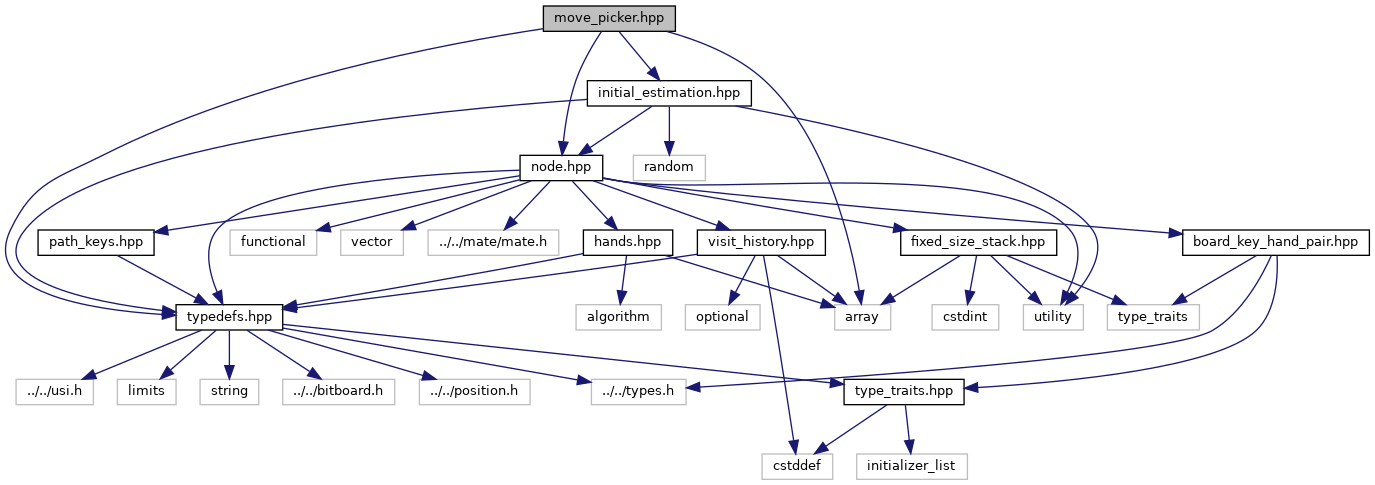 move_picker.hpp
initial_estimation.hpp
node.hpp
random
path_keys.hpp
functional
vector
../../mate/mate.h
hands.hpp
visit_history.hpp
fixed_size_stack.hpp
board_key_hand_pair.hpp
typedefs.hpp
algorithm
optional
array
cstdint
utility
type_traits
../../usi.h
limits
string
../../bitboard.h
../../position.h
../../types.h
type_traits.hpp
cstddef
initializer_list